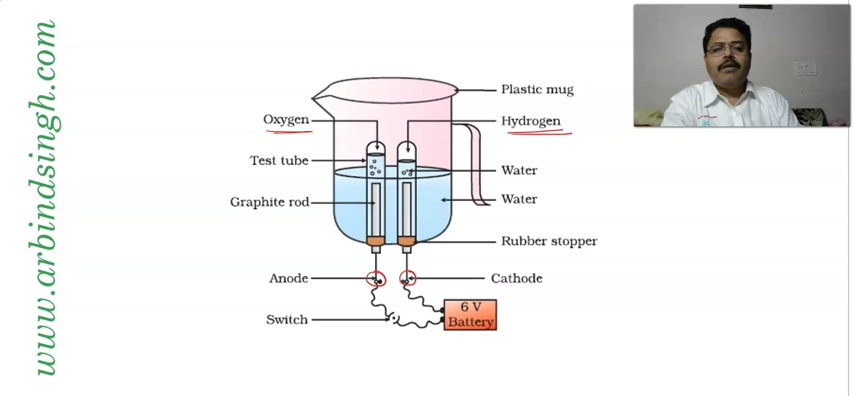 www.arbindsingh.com
Plastic mug
Oxygen
Hydrogen
Test tube
Water
Graphite rod
Water
Rubber stopper
Anode
Cathode
Switch
6 V
Battery